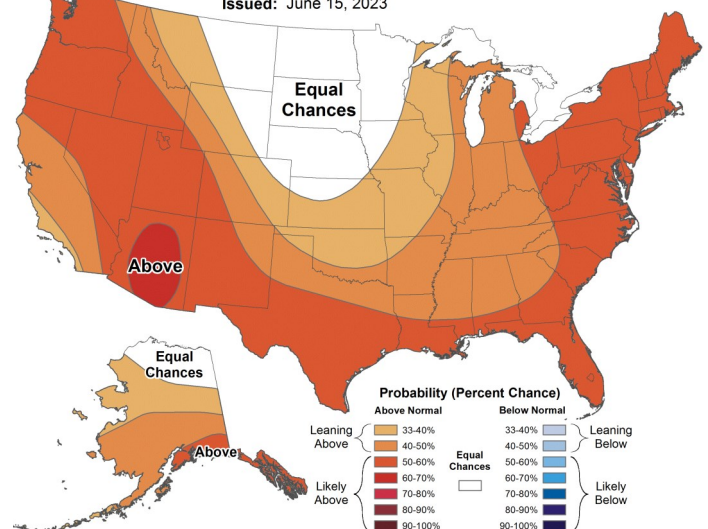 Issued: June 15, 2023
Equal
Chances
Above
Equal
Chances
Above
Probability (Percent Chance)
Above Normal
Below Normal
Leaning
Above
33-40%
40-50%
Likely
Above
50-60%
60-70%
70-80%
80-90%
90-100%
Equal
Chances
33-40%
40-50%
Leaning
Below
50-60%
60-70%
70-80%
80-90%
90-100%
Likely
Below